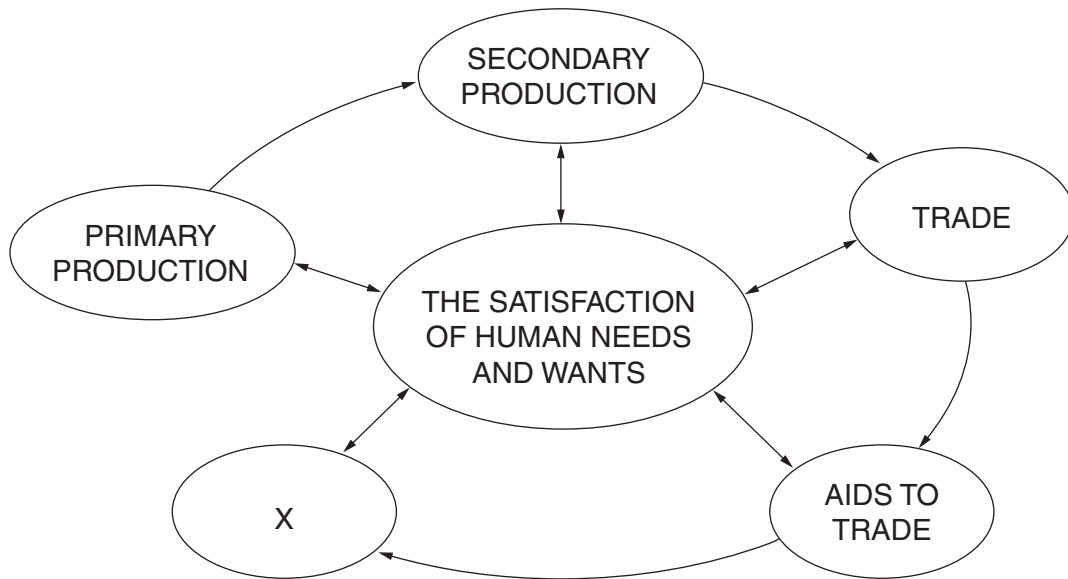 SECONDARY
PRODUCTION
PRIMARY
PRODUCTION
TRADE
THE SATISFACTION
OF HUMAN NEEDS
AND WANTS
X
AIDS TO
TRADE